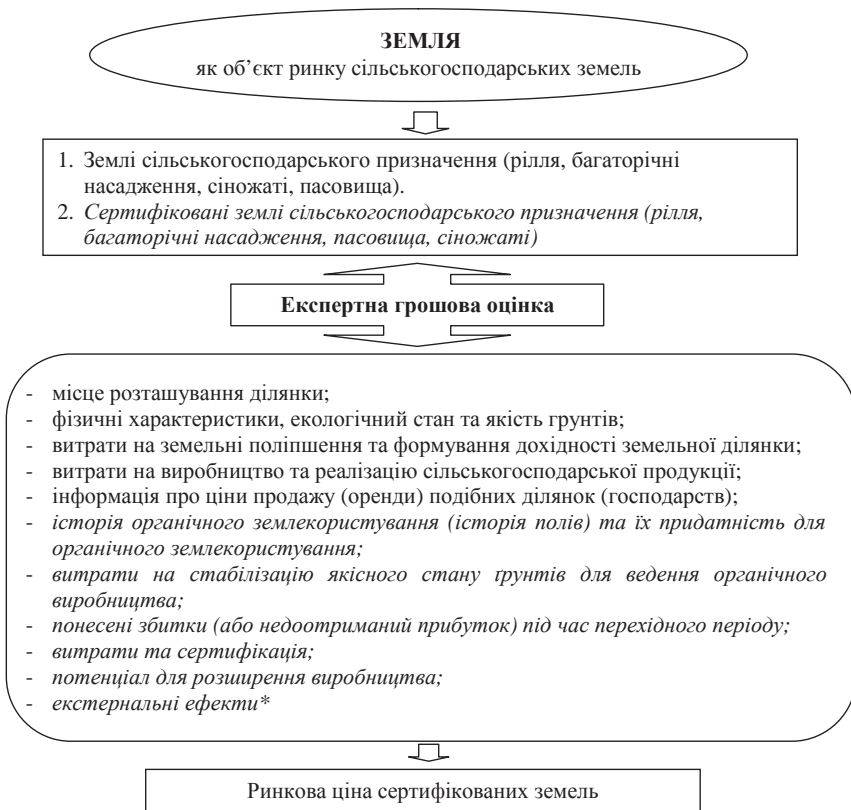 ЗЕМЛЯ
як об’єкт ринку сільськогосподарських земель
1. Землі сільськогосподарського призначення (рілля, багаторічні
насадження, сіножаті, пасовища).
2. Сертифіковані землі сільськогосподарського призначення (рілля,
багаторічні насадження, пасовища, сіножаті)
Експертна грошова оцінка
- місце розташування ділянки;
- фізичні характеристики, екологічний стан та якість грунтів;
- витрати на земельні поліпшення та формування дохідності земельної ділянки;
- витрати на виробництво та реалізацію сільськогосподарської продукції;
- інформація про ціни продажу (оренди) подібних ділянок (господарств);
- історія органічного землекористування (історія полів) та їх придатність для
органічного землекористування;
- витрати на стабілізацію якісного стану ґрунтів для ведення органічного
виробництва;
- понесені збитки (або недоотриманий прибуток) під час перехідного періоду;
- витрати та сертифікація;
- потенціал для розширення виробництва;
- екстернальні ефекти*
Ринкова ціна сертифікованих земель